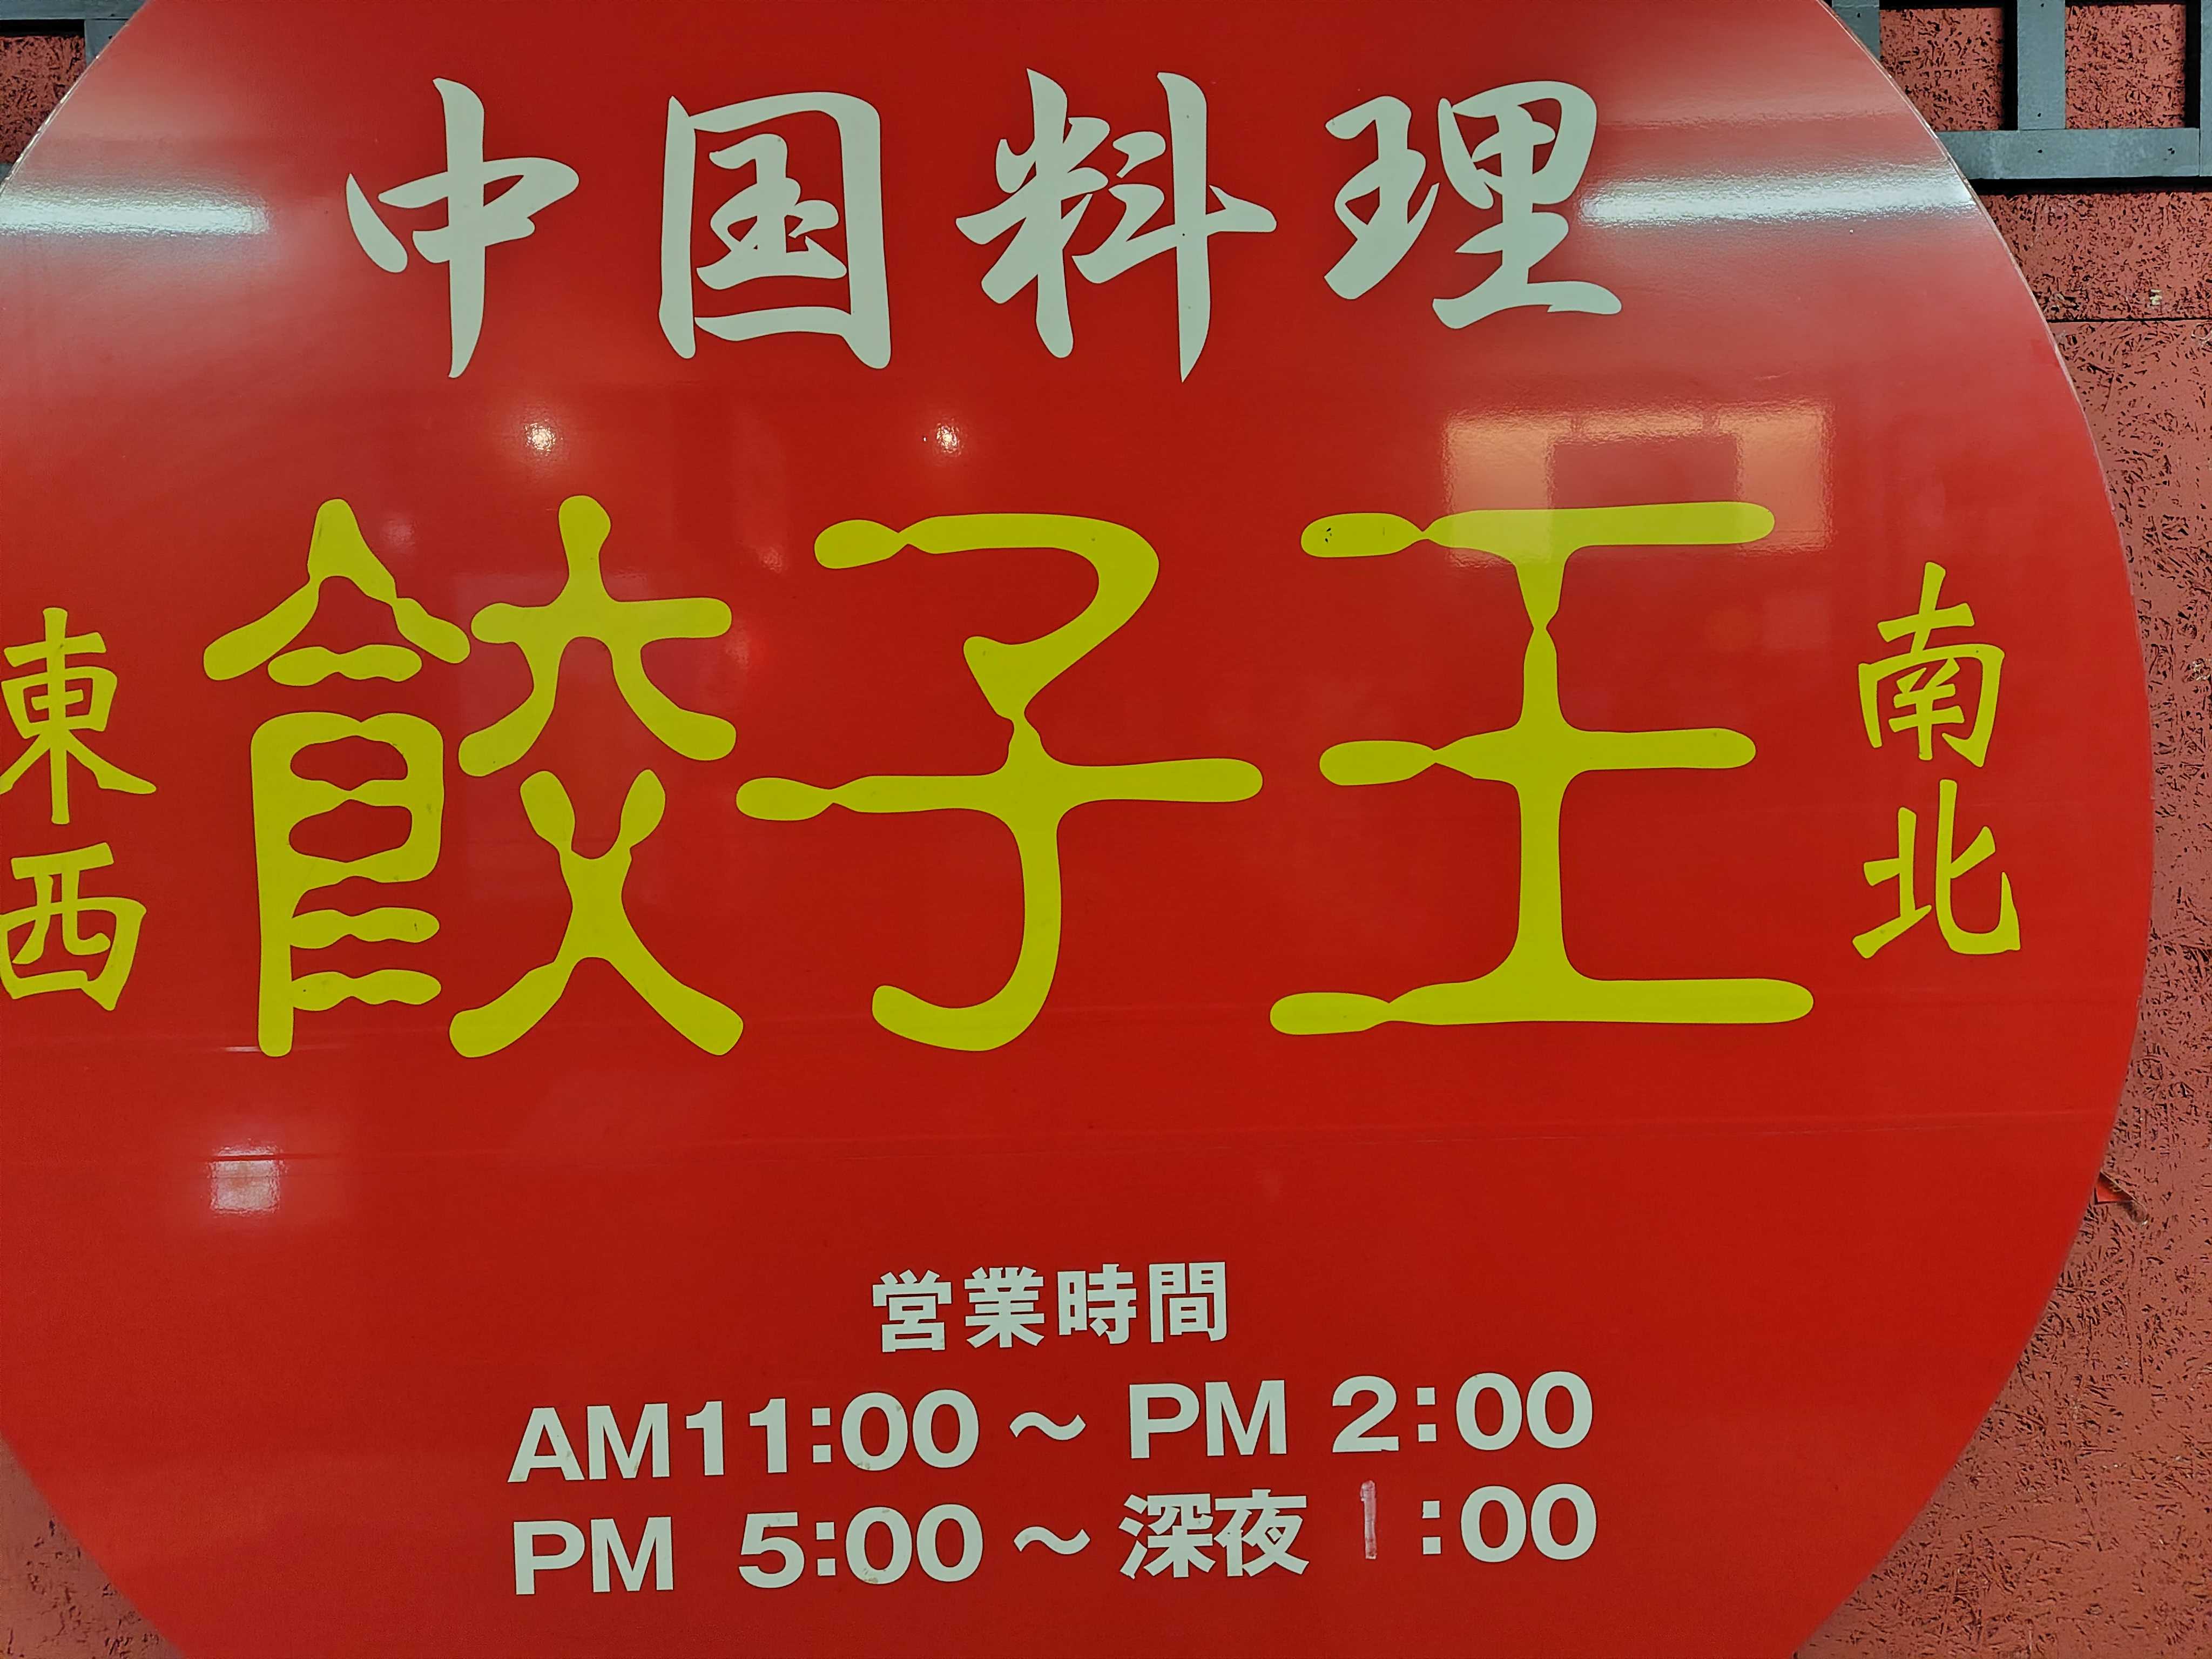 中国料理
東西
餃子王
南北
営業時間
AM11:00～PM 2:00
PM 5:00～深夜 1:00